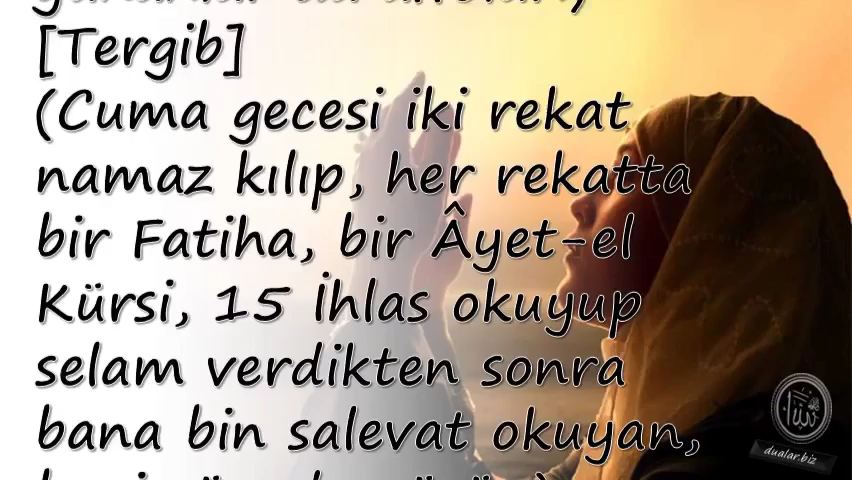 [Tergib]
(Cuma gecesi iki rekat
namaz kılıp, her rekatta
bir Fatiha, bir Âyet-el
Kürsi, 15 İhlas okuyup
selam verdikten sonra
bana bin salevat okuyan,
dualar.biz